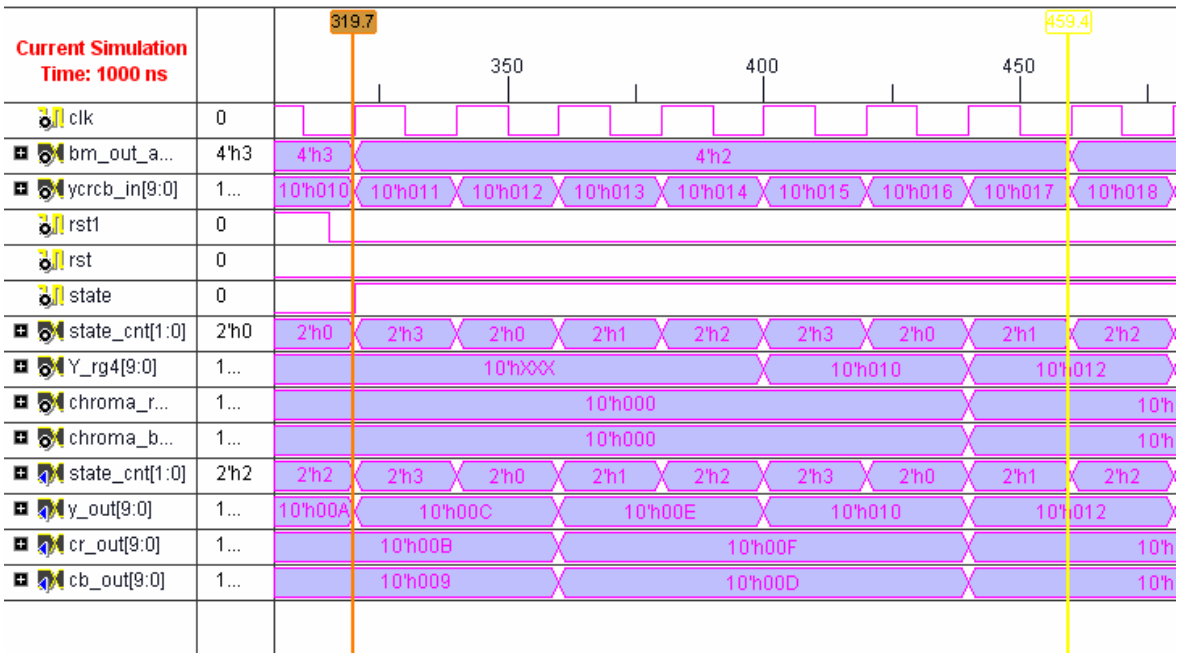 319.7 459.4
Current Simulation
Time: 1000 ns
350 400 450
clk 0
bm_out_a... 4'h3 4'h3 4'h2
ycrcb_in[9:0] 1... 10'h010 10'h011 10'h012 10'h013 10'h014 10'h015 10'h016 10'h017 10'h018
rst1 0
rst 0
state 0
state_cnt[1:0] 2'h0 2'h0 2'h3 2'h0 2'h1 2'h2 2'h3 2'h0 2'h1 2'h2
Y_rg4[9:0] 1... 10'hXXX 10'h010 10'h012
chroma_r... 1... 10'h000 10'h
chroma_b... 1... 10'h000 10'h
state_cnt[1:0] 2'h2 2'h2 2'h3 2'h0 2'h1 2'h2 2'h3 2'h0 2'h1 2'h2
y_out[9:0] 1... 10'h00A 10'h00C 10'h00E 10'h010 10'h012
cr_out[9:0] 1... 10'h00B 10'h00F 10'h
cb_out[9:0] 1... 10'h009 10'h00D 10'h